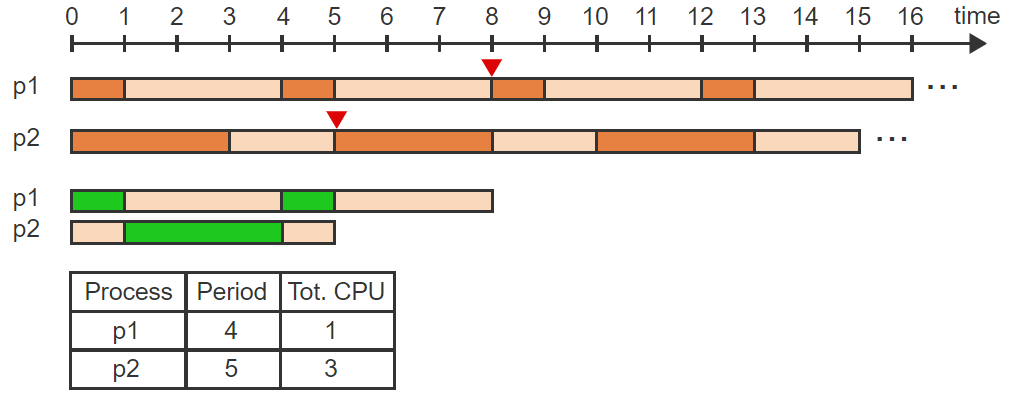 0 1 2 3 4 5 6 7 8 9 10 11 12 13 14 15 16 time
p1 ...
p2 ...
p1
p2
Process Period Tot. CPU
p1 4 1
p2 5 3